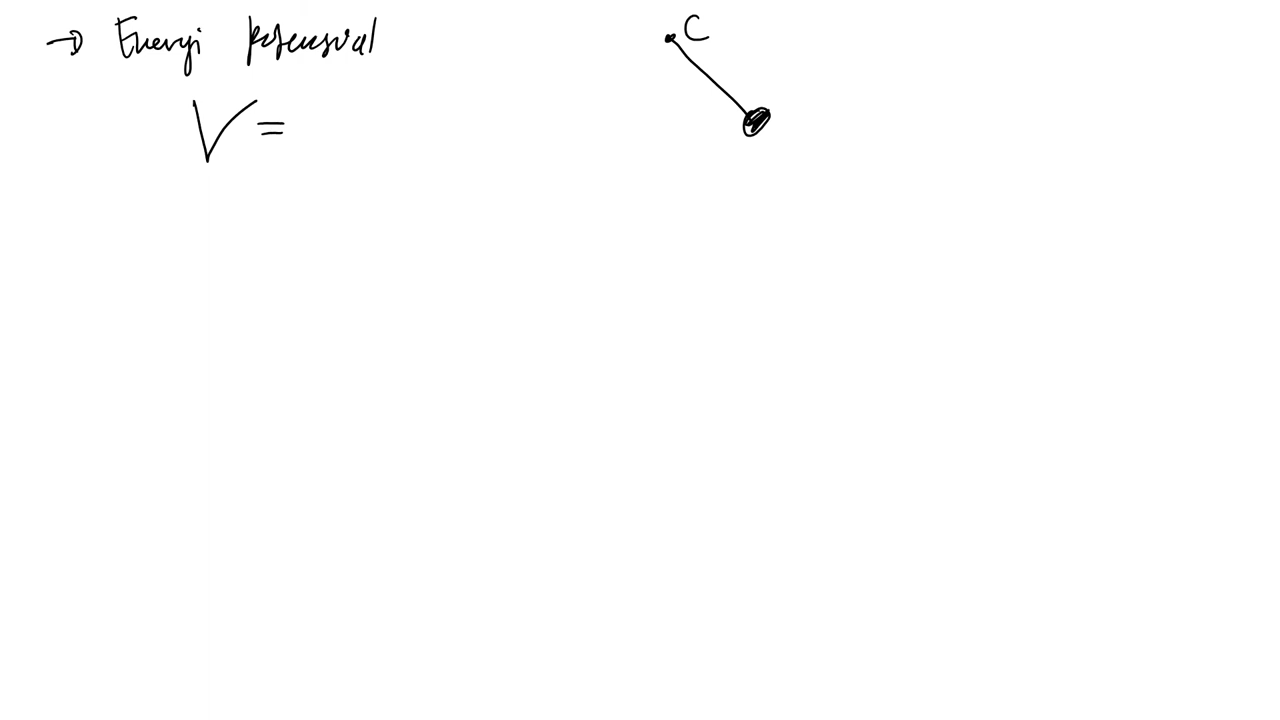 → Energi potensial
C
V =